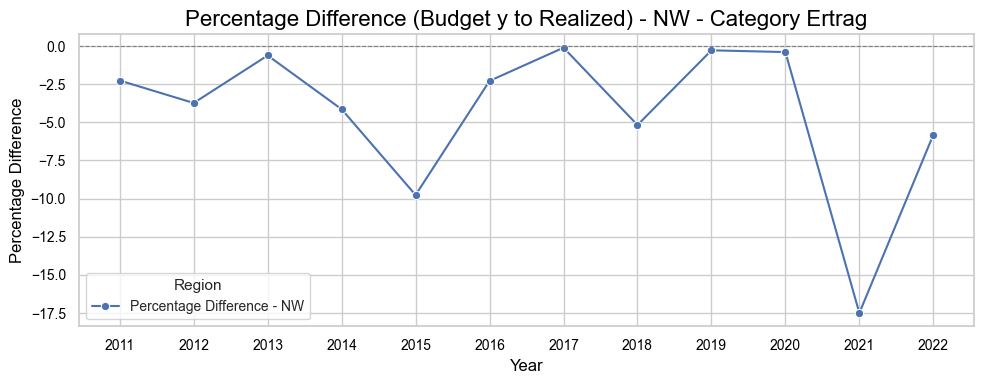 Percentage Difference (Budget y to Realized) - NW - Category Ertrag
Percentage Difference
0.0
−2.5
−5.0
−7.5
−10.0
−12.5
−15.0
−17.5
Region
Percentage Difference - NW
2011 2012 2013 2014 2015 2016 2017 2018 2019 2020 2021 2022
Year